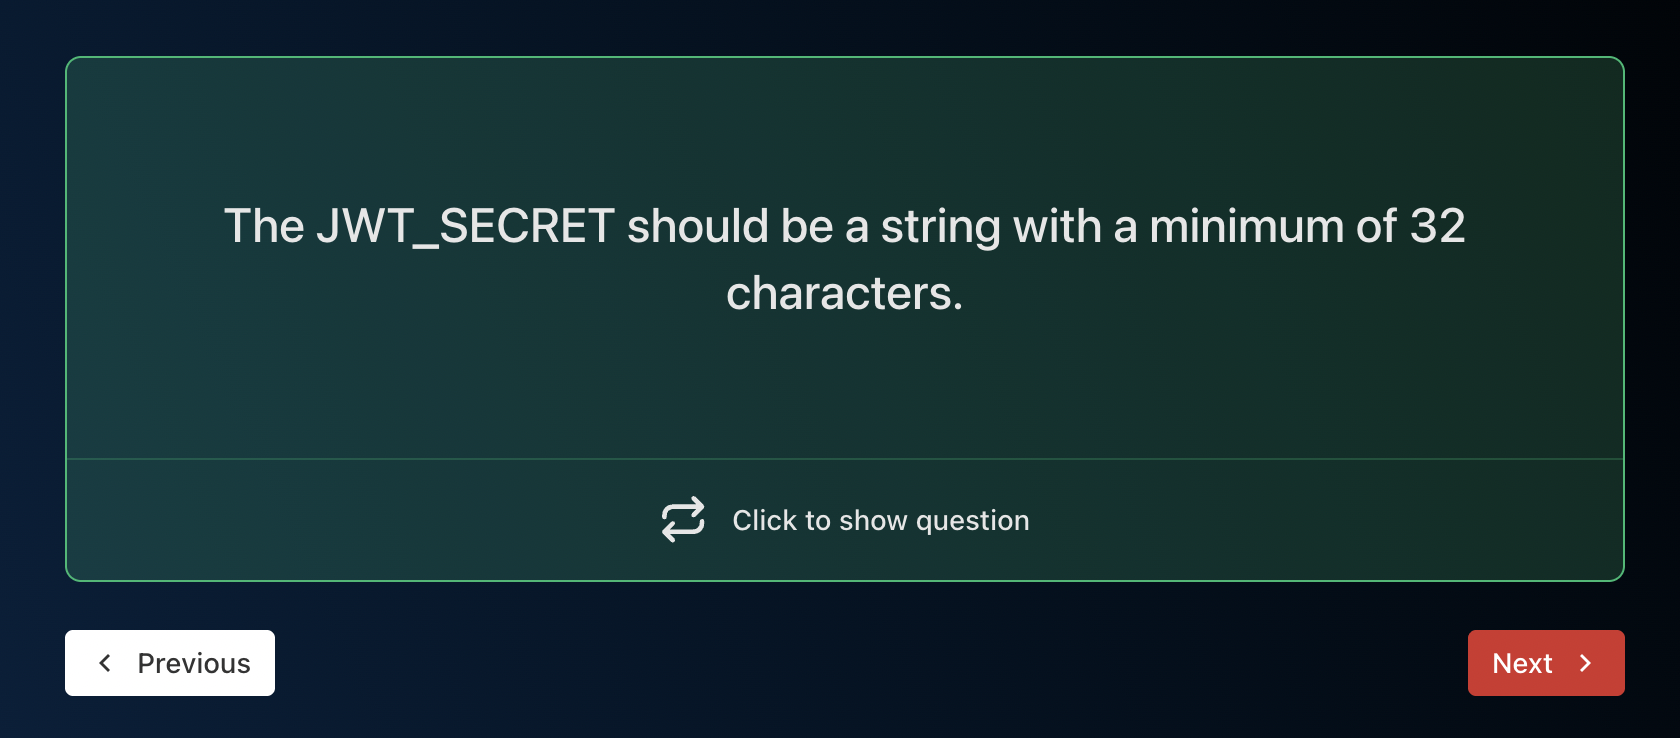 The JWT_SECRET should be a string with a minimum of 32
characters.
Click to show question
Previous
Next